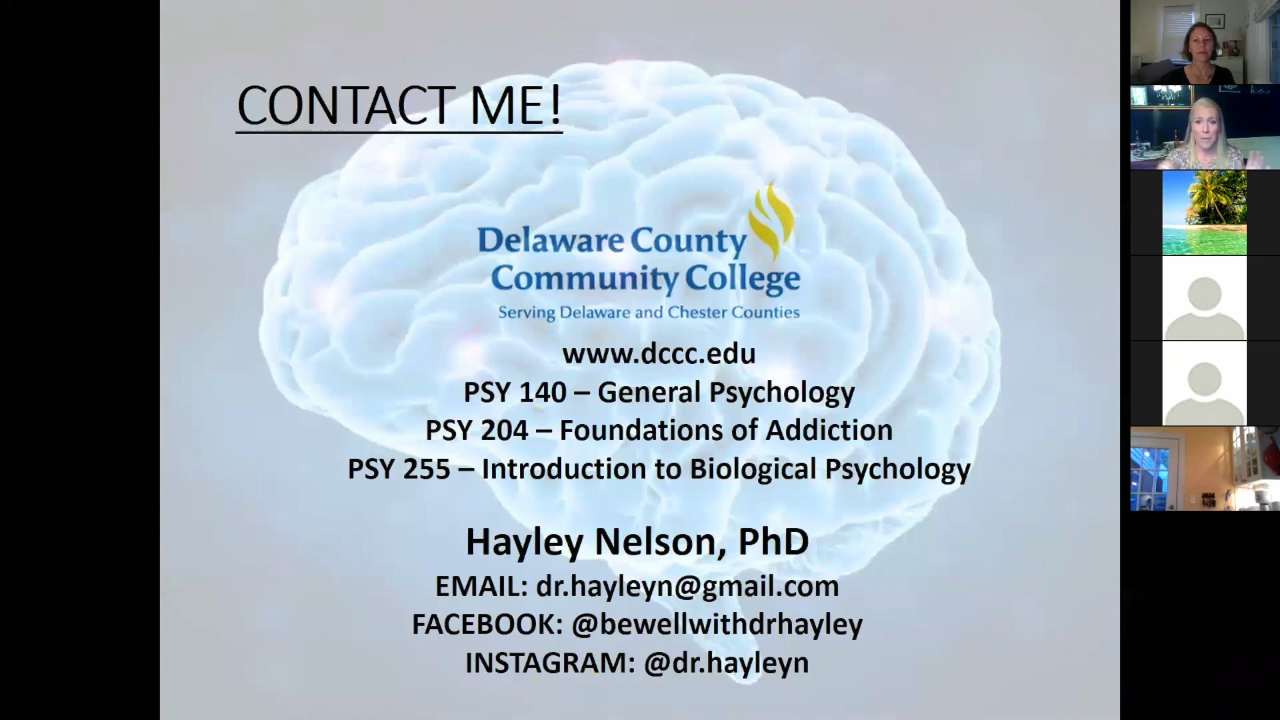 CONTACT ME!
Delaware County
Community College
Serving Delaware and Chester Counties
www.dccc.edu
PSY 140 – General Psychology
PSY 204 – Foundations of Addiction
PSY 255 – Introduction to Biological Psychology
Hayley Nelson, PhD
EMAIL: dr.hayleyn@gmail.com
FACEBOOK: @bewellwithdrhayley
INSTAGRAM: @dr.hayleyn